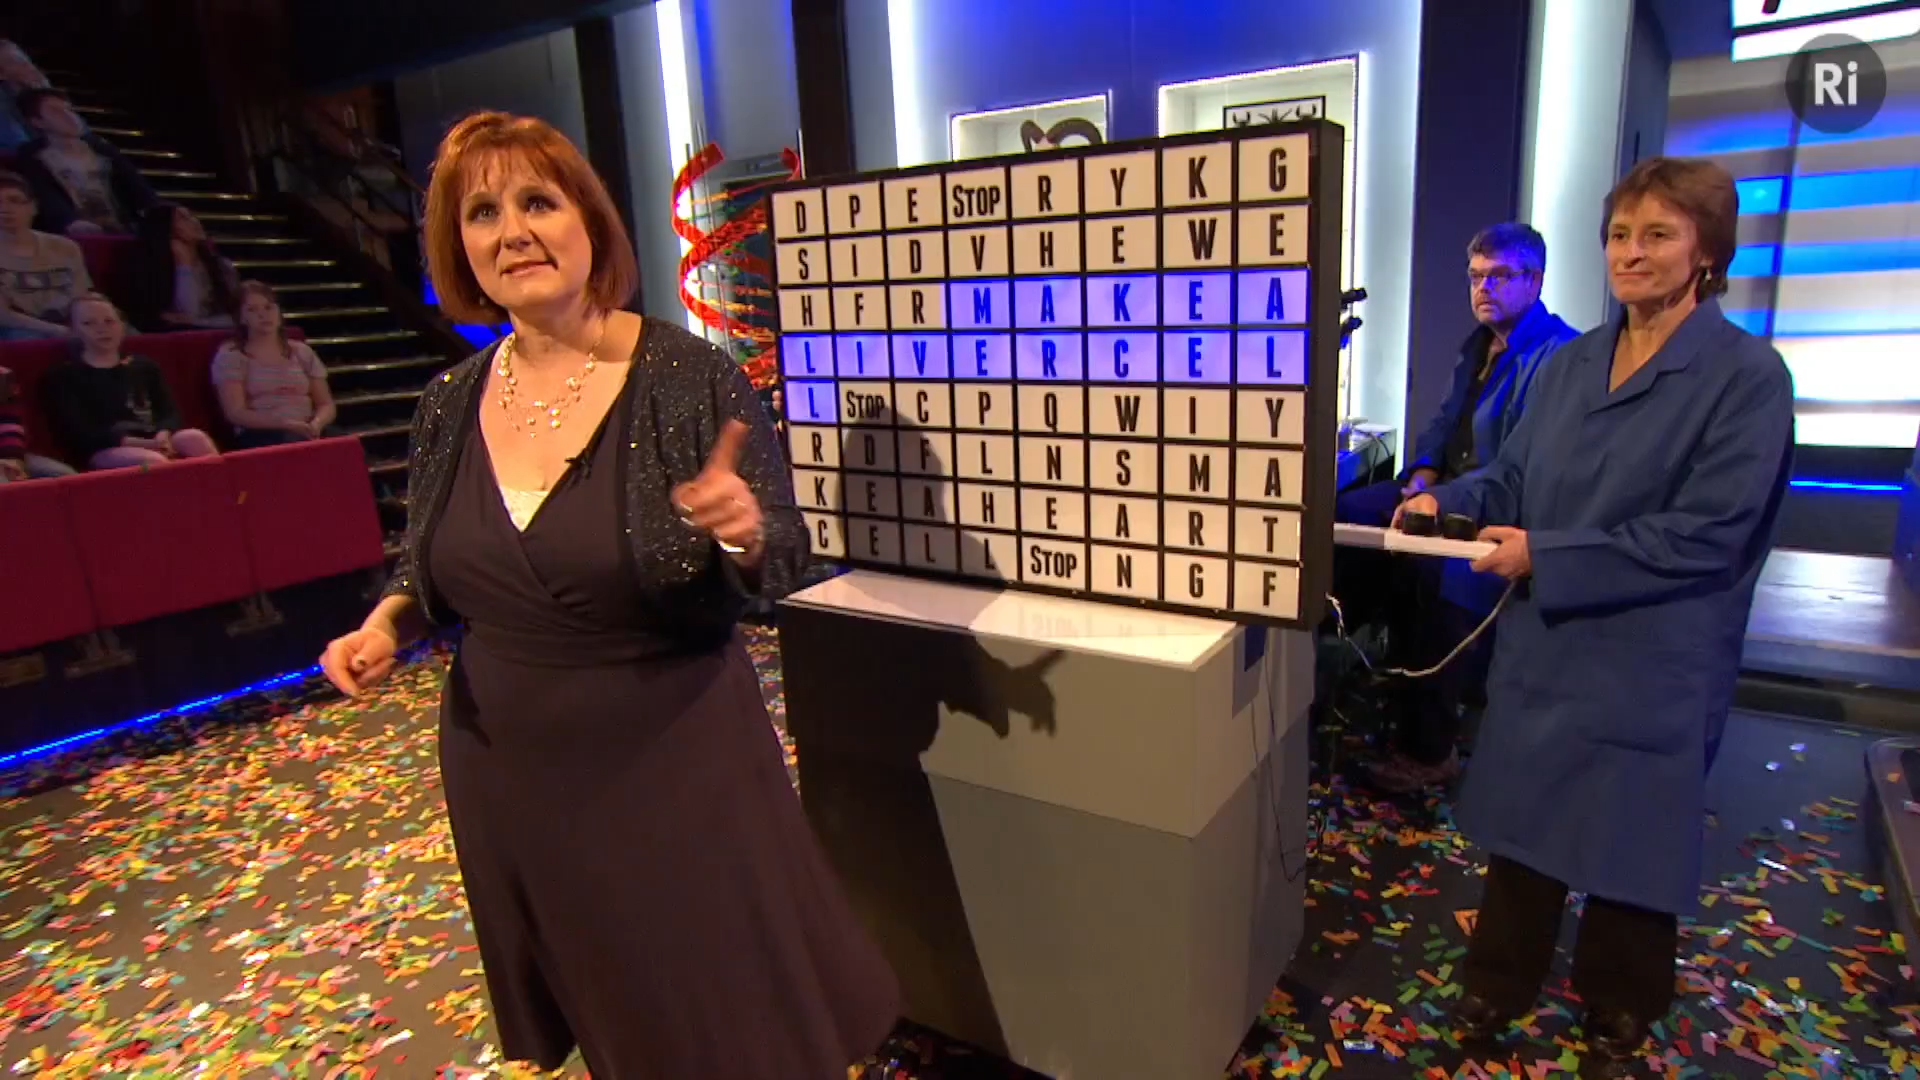 Ri
D P E STOP R Y K G
S I D V H E W E
H F R M A K E A
L I V E R C E L
L STOP C P Q W I Y
R D F L N S M A
K E A H E A R T
C E L L STOP N G F